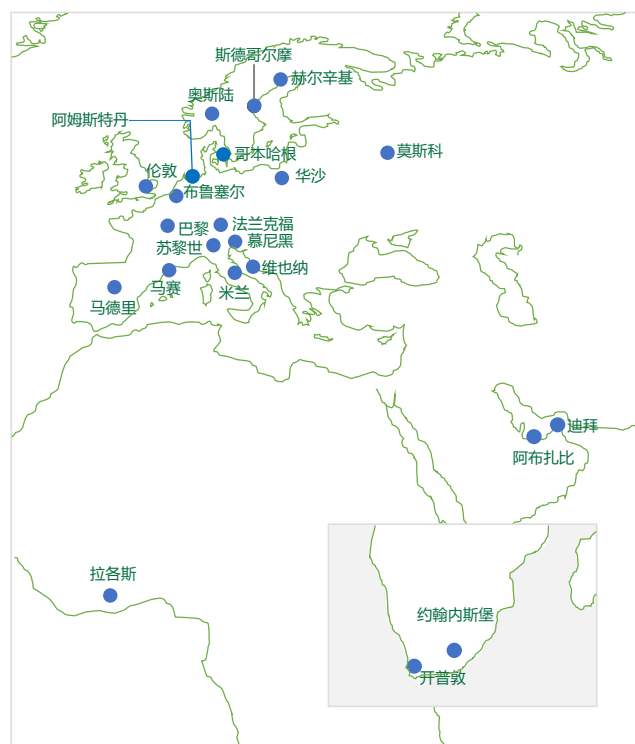 斯德哥尔摩
赫尔辛基
奥斯陆
阿姆斯特丹
哥本哈根
莫斯科
伦敦
华沙
布鲁塞尔
巴黎
法兰克福
慕尼黑
苏黎世
维也纳
马赛
米兰
马德里
迪拜
阿布扎比
拉各斯
约翰内斯堡
开普敦